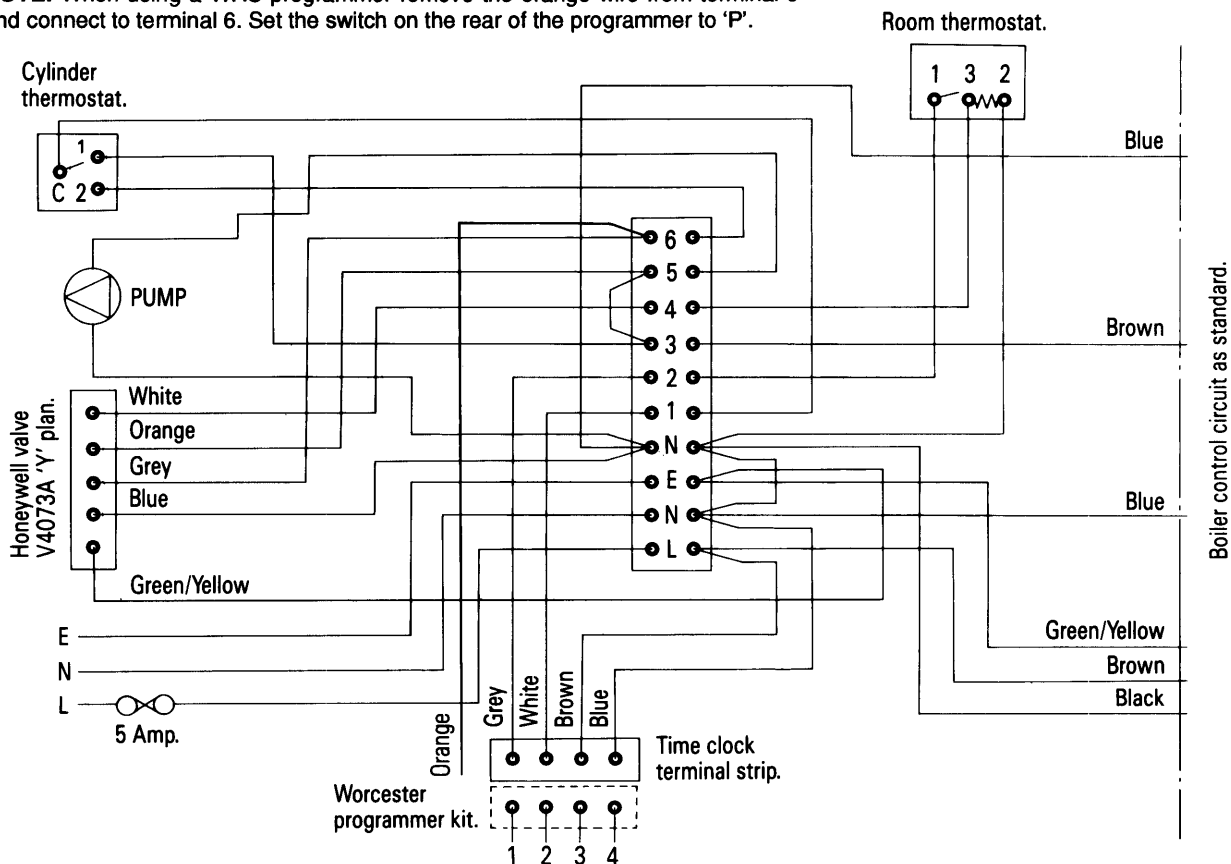 nd connect to terminal 6. Set the switch on the rear of the programmer to ‘P’.
Room thermostat.
1 3 2
Cylinder
thermostat.
1
C 2
Blue
6
5
PUMP
4
Brown
3
2
1
N
E
N
L
White
Orange
Grey
Blue
Green/Yellow
Honeywell valve
V4073A ‘Y’ plan.
Blue
Boiler control circuit as standard.
E
N
L
5 Amp.
Green/Yellow
Brown
Black
Orange
Grey
White
Brown
Blue
Time clock
terminal strip.
Worcester
programmer kit.
1 2 3 4